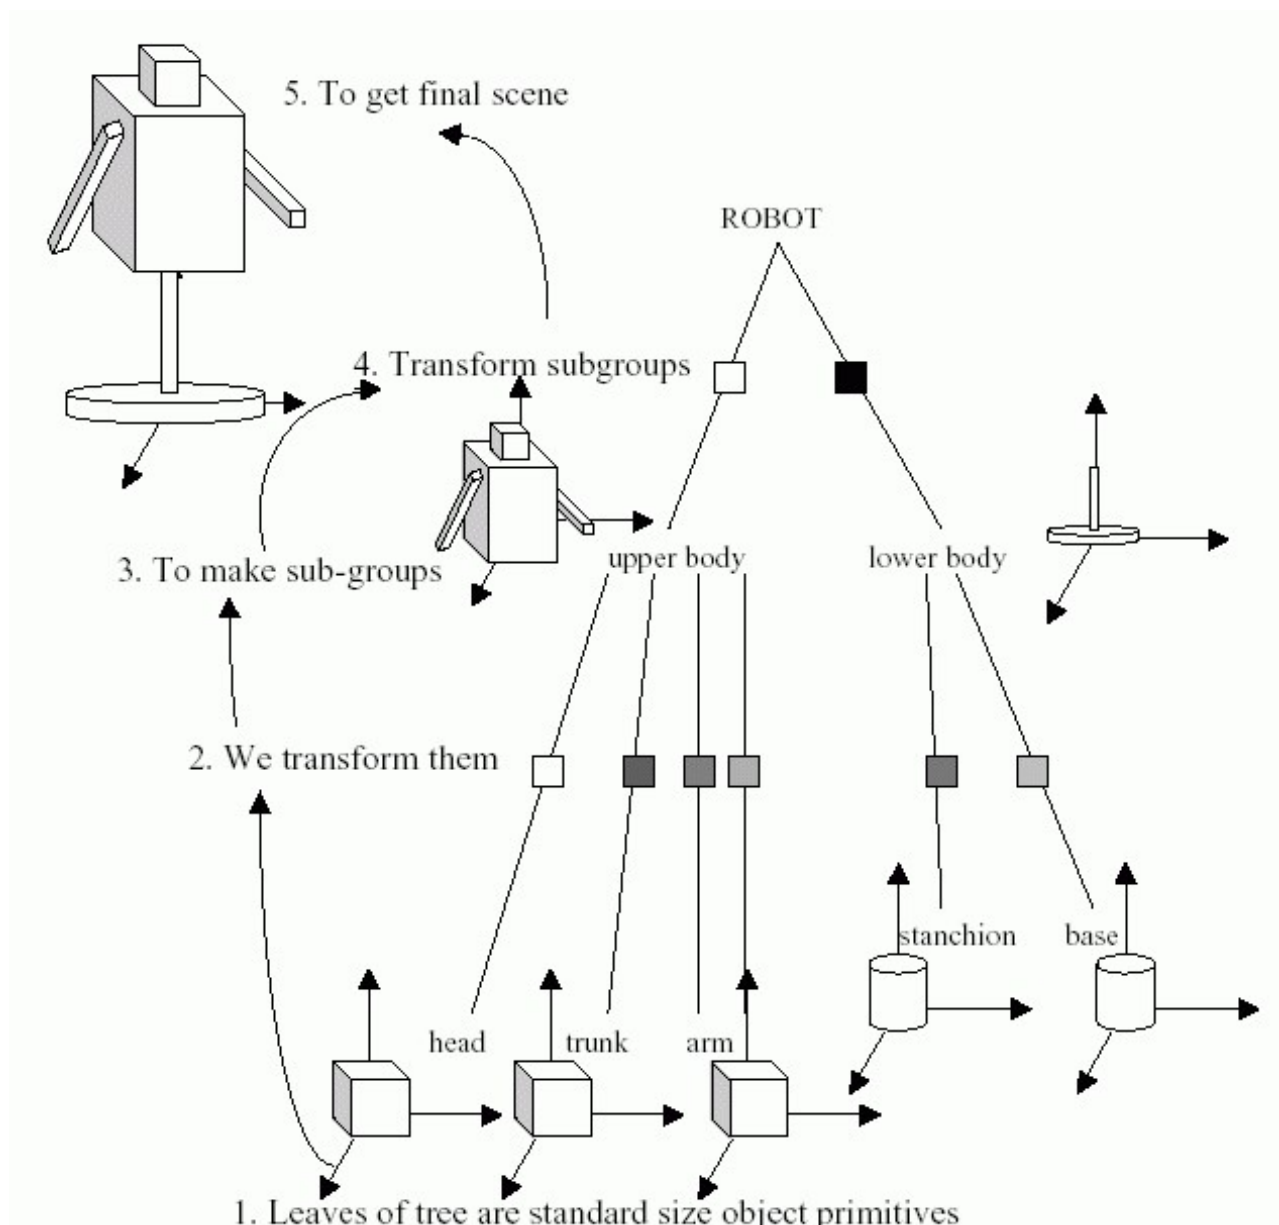 5. To get final scene
ROBOT
4. Transform subgroups
3. To make sub-groups
upper body
lower body
2. We transform them
stanchion
base
head
trunk
arm
1. Leaves of tree are standard size object primitives